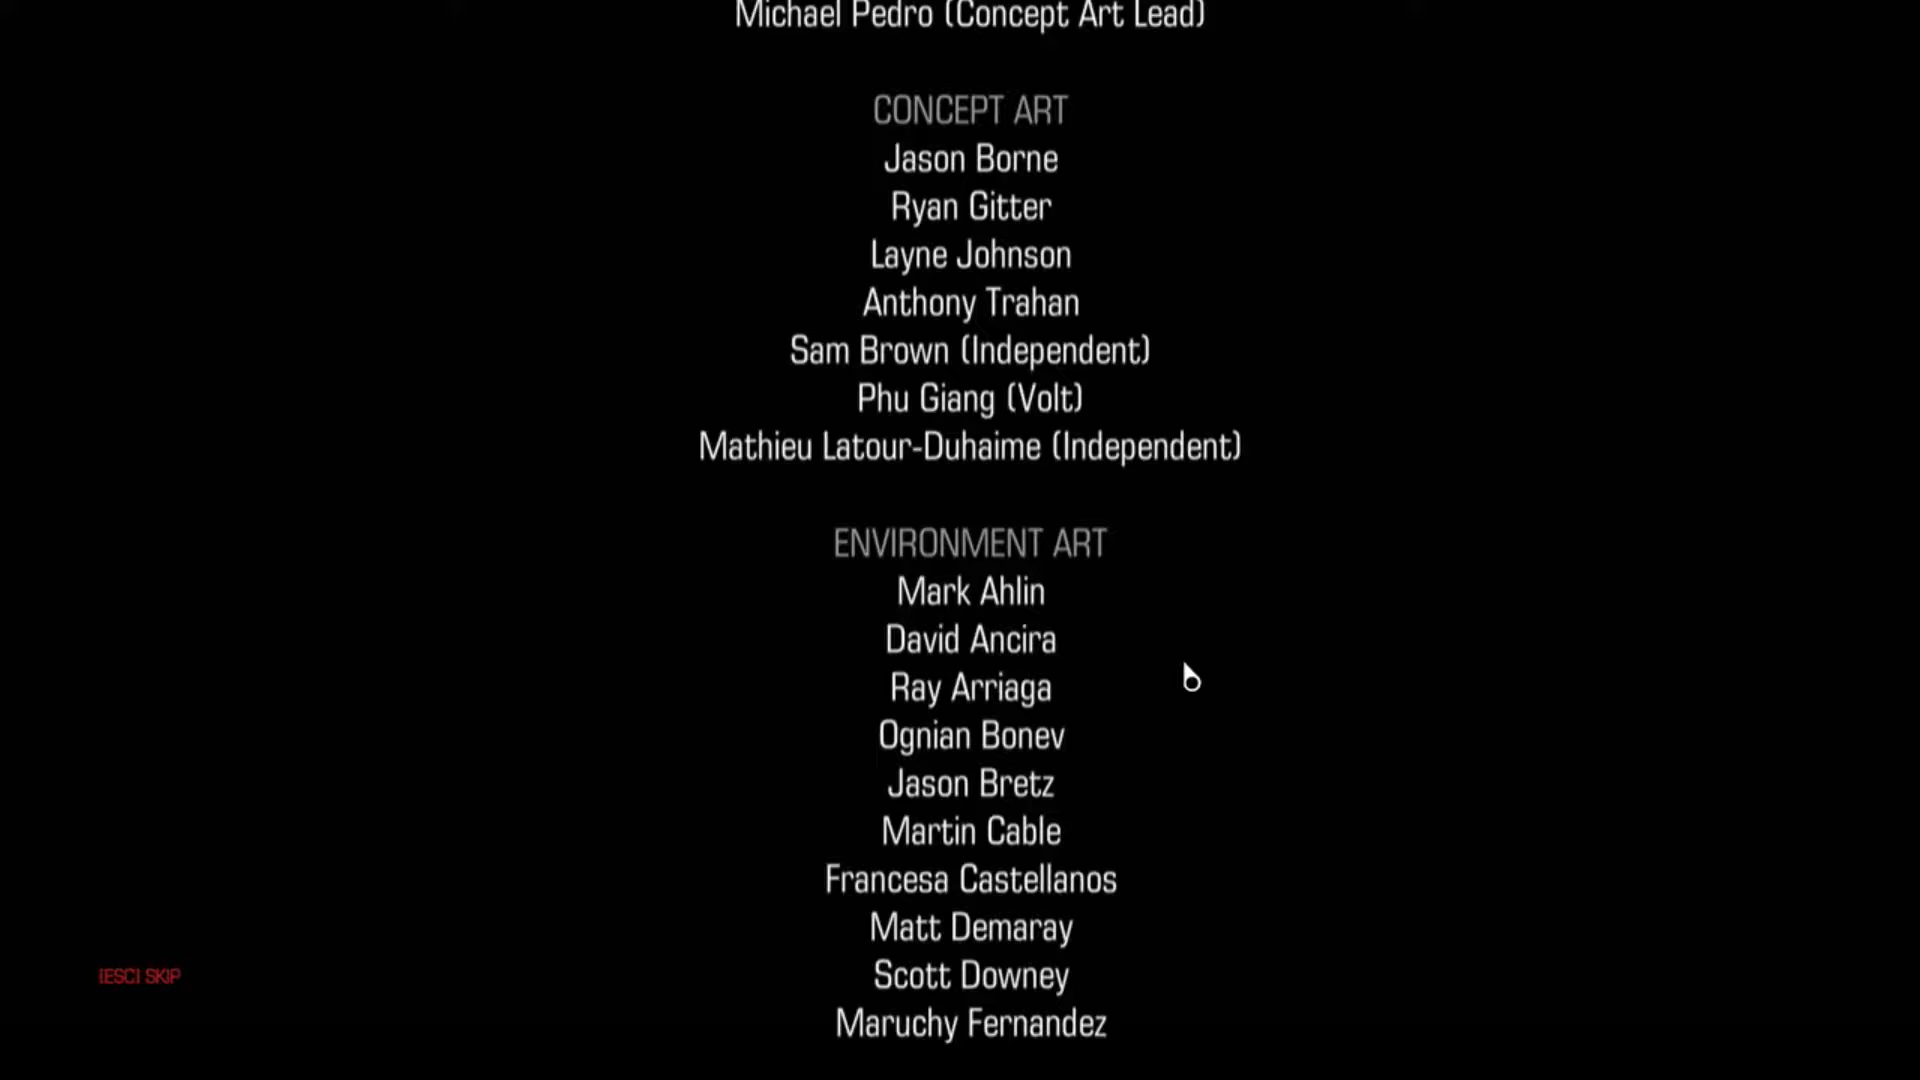 Michael Pedro (Concept Art Lead)
CONCEPT ART
Jason Borne
Ryan Gitter
Layne Johnson
Anthony Trahan
Sam Brown (Independent)
Phu Giang (Volt)
Mathieu Latour-Duhaime (Independent)
ENVIRONMENT ART
Mark Ahlin
David Ancira
Ray Arriaga
Ognian Bonev
Jason Bretz
Martin Cable
Francesa Castellanos
Matt Demaray
Scott Downey
Maruchy Fernandez
[ESC] SKIP